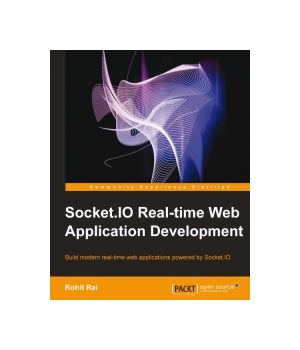 Community Experience Distilled
Socket.IO Real-time Web
Application Development
Build modern real-time web applications powered by Socket.IO
Rohit Rai
PACKT
open source
PUBLISHING